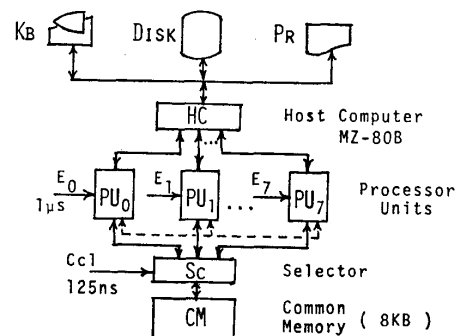 KB DISK PR
HC Host Computer
MZ-80B
...
E0 E1 E7 Processor
1μs PU0 PU1 ... PU7 Units
Ccl Sc Selector
125ns
CM Common
Memory ( 8KB )